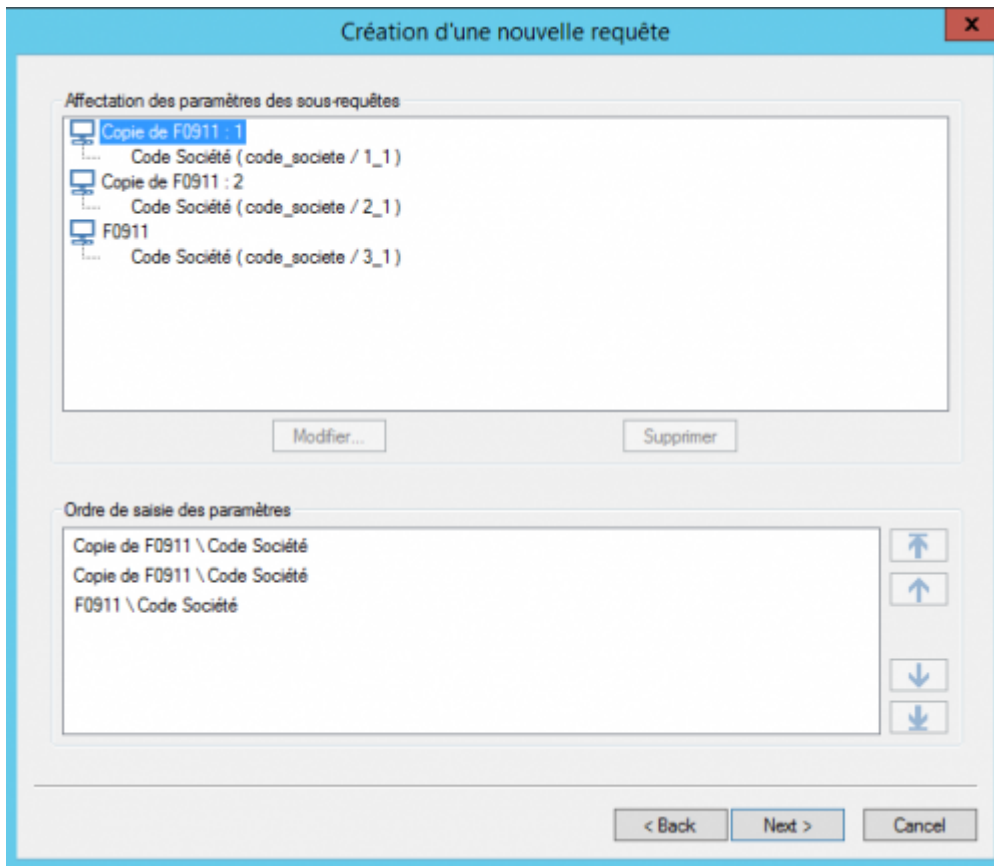 Création d'une nouvelle requête
x
Affectation des paramètres des sous-requêtes
Copie de F0911 : 1
Code Société ( code_societe / 1_1 )
Copie de F0911 : 2
Code Société ( code_societe / 2_1 )
F0911
Code Société ( code_societe / 3_1 )
Modifier... Supprimer
Ordre de saisie des paramètres
Copie de F0911 \ Code Société
Copie de F0911 \ Code Société
F0911 \ Code Société
< Back Next > Cancel